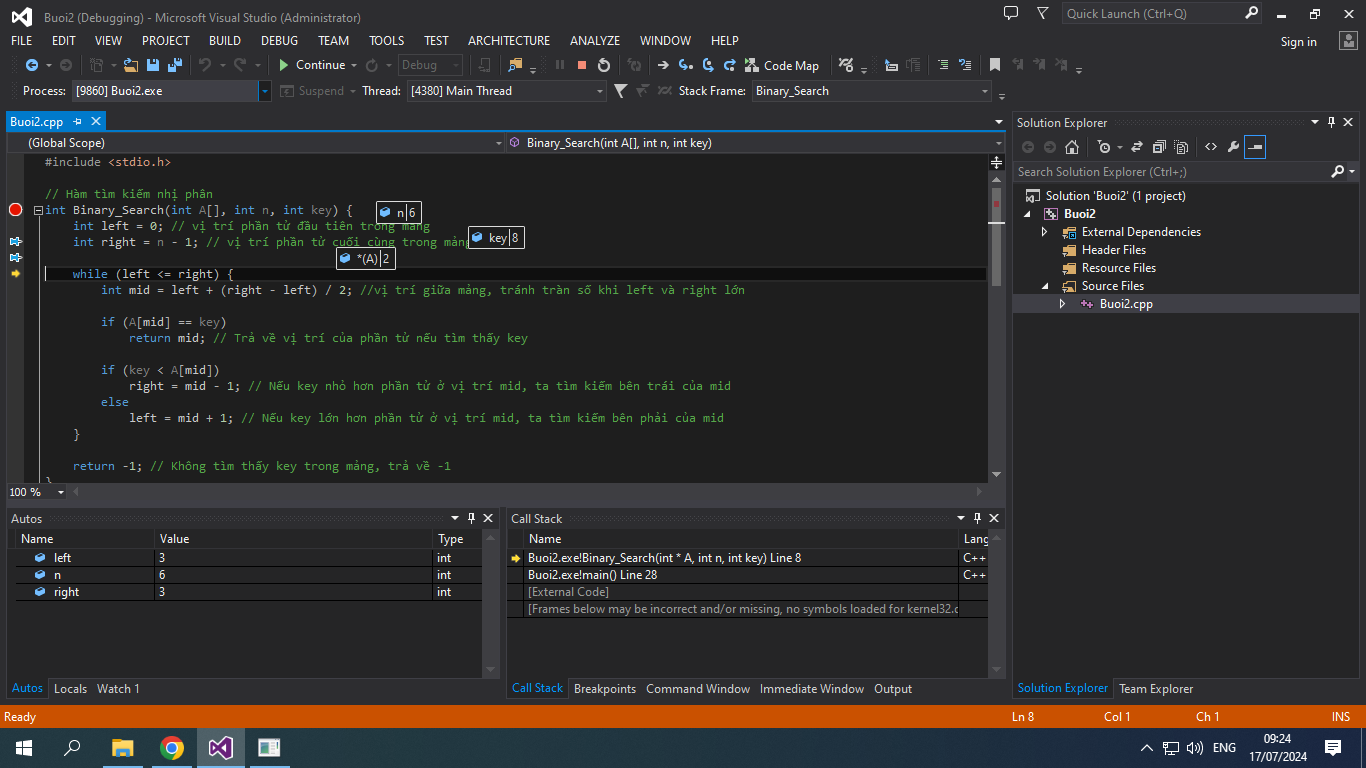 Buoi2 (Debugging) - Microsoft Visual Studio (Administrator)
Quick Launch (Ctrl+Q)
FILE EDIT VIEW PROJECT BUILD DEBUG TEAM TOOLS TEST ARCHITECTURE ANALYZE WINDOW HELP
Sign in
Continue Debug Code Map
Process: [9860] Buoi2.exe Suspend Thread: [4380] Main Thread Stack Frame: Binary_Search
Buoi2.cpp
(Global Scope) Binary_Search(int A[], int n, int key)
#include <stdio.h>
// Hàm tìm kiếm nhị phân
int Binary_Search(int A[], int n, int key) {
n 6
int left = 0; // vị trí phần tử đầu tiên trong mảng
int right = n - 1; // vị trí phần tử cuối cùng trong mảng
key 8
*(A) 2
while (left <= right) {
int mid = left + (right - left) / 2; //vị trí giữa mảng, tránh tràn số khi left và right lớn
if (A[mid] == key)
return mid; // Trả về vị trí của phần tử nếu tìm thấy key
if (key < A[mid])
right = mid - 1; // Nếu key nhỏ hơn phần tử ở vị trí mid, ta tìm kiếm bên trái của mid
else
left = mid + 1; // Nếu key lớn hơn phần tử ở vị trí mid, ta tìm kiếm bên phải của mid
}
return -1; // Không tìm thấy key trong mảng, trả về -1
}
100 %
Solution Explorer
Search Solution Explorer (Ctrl+;)
Solution 'Buoi2' (1 project)
Buoi2
External Dependencies
Header Files
Resource Files
Source Files
Buoi2.cpp
Solution Explorer Team Explorer
Autos
Name Value Type
left 3 int
n 6 int
right 3 int
Autos Locals Watch 1
Call Stack
Name Lang
Buoi2.exe!Binary_Search(int * A, int n, int key) Line 8 C++
Buoi2.exe!main() Line 28 C++
[External Code]
[Frames below may be incorrect and/or missing, no symbols loaded for kernel32.d
Call Stack Breakpoints Command Window Immediate Window Output
Ready Ln 8 Col 1 Ch 1 INS
ENG
09:24
17/07/2024